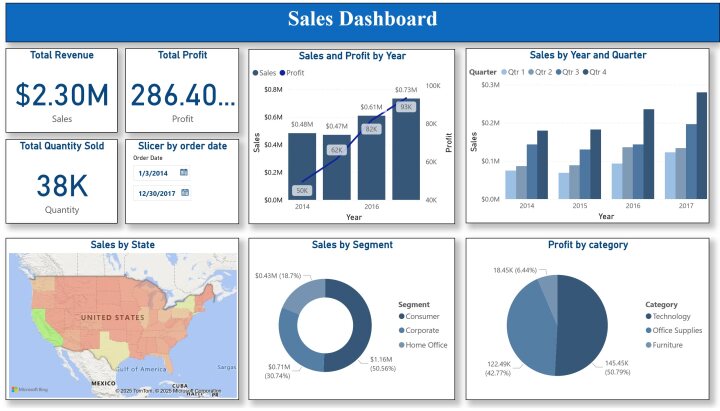 Sales Dashboard
Total Revenue
$2.30M
Sales
Total Profit
286.40...
Profit
Total Quantity Sold
38K
Quantity
Slicer by order date
Order Date
1/3/2014
12/30/2017
Sales and Profit by Year
Sales Profit
$0.8M
$0.6M
$0.4M
$0.2M
$0.0M
Sales
$0.48M
$0.47M
$0.61M
$0.73M
50K
62K
82K
93K
100K
80K
60K
40K
Profit
2014
2016
Year
Sales by Year and Quarter
Quarter Qtr 1 Qtr 2 Qtr 3 Qtr 4
$0.3M
$0.2M
$0.1M
$0.0M
Sales
2014
2015
2016
2017
Year
Sales by State
UNITED STATES
Gulf of America
Sargas
MEXICO
CUBA
PR
Microsoft Bing
© 2025 TomTom, © 2025 Microsoft Corporation
Sales by Segment
$0.43M (18.7%)
$0.71M
(30.74%)
$1.16M
(50.56%)
Segment
Consumer
Corporate
Home Office
Profit by category
18.45K (6.44%)
122.49K
(42.77%)
145.45K
(50.79%)
Category
Technology
Office Supplies
Furniture